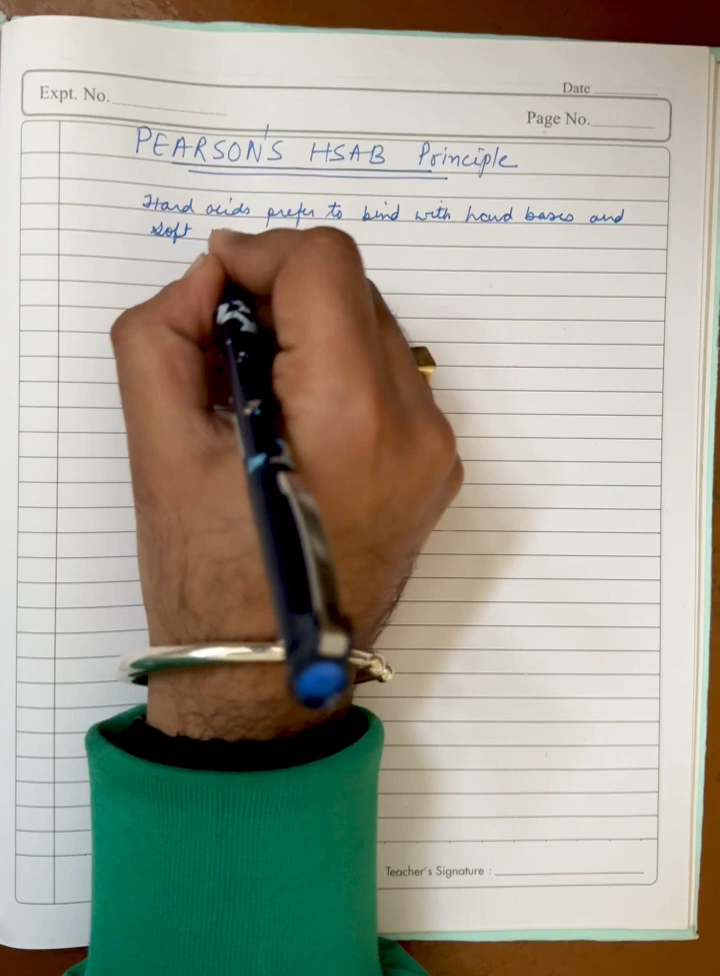 Date
Expt. No.
Page No.
PEARSON'S HSAB Principle
Hard acids prefer to bind with hard bases and
soft
Teacher's Signature :